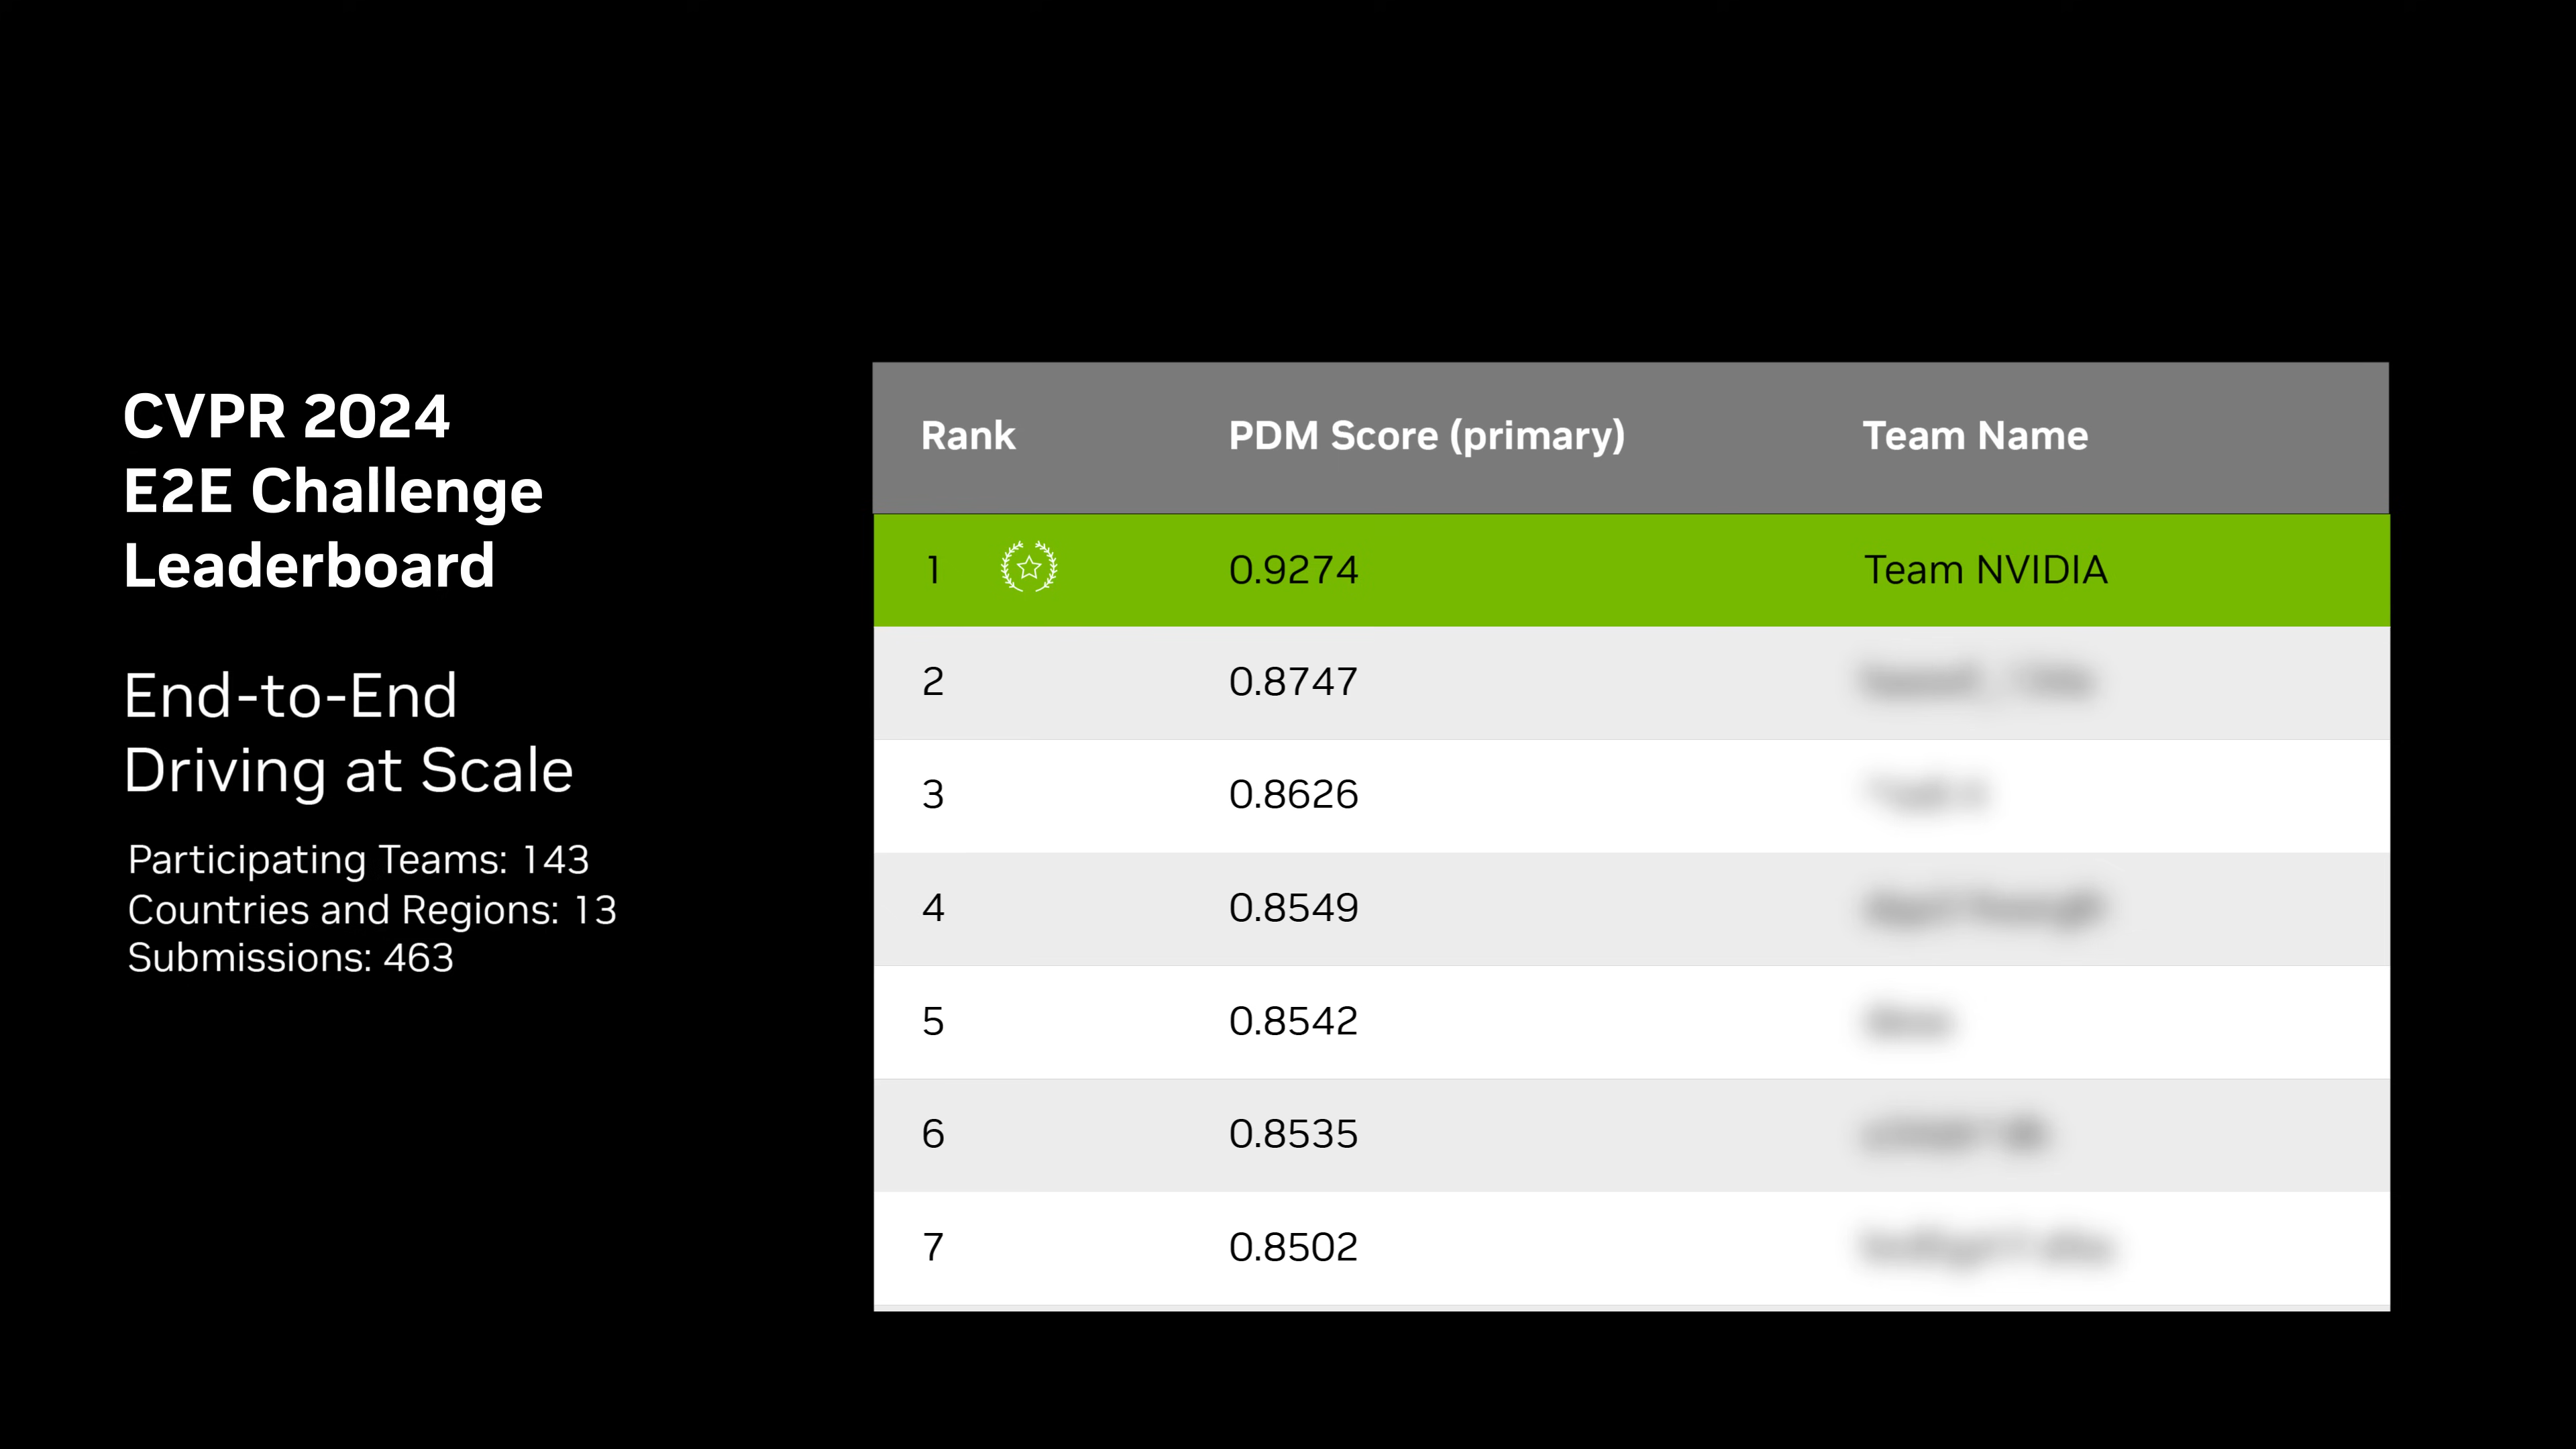 CVPR 2024
E2E Challenge
Leaderboard
End-to-End
Driving at Scale
Participating Teams: 143
Countries and Regions: 13
Submissions: 463
Rank PDM Score (primary) Team Name
1 0.9274 Team NVIDIA
2 0.8747
3 0.8626
4 0.8549
5 0.8542
6 0.8535
7 0.8502